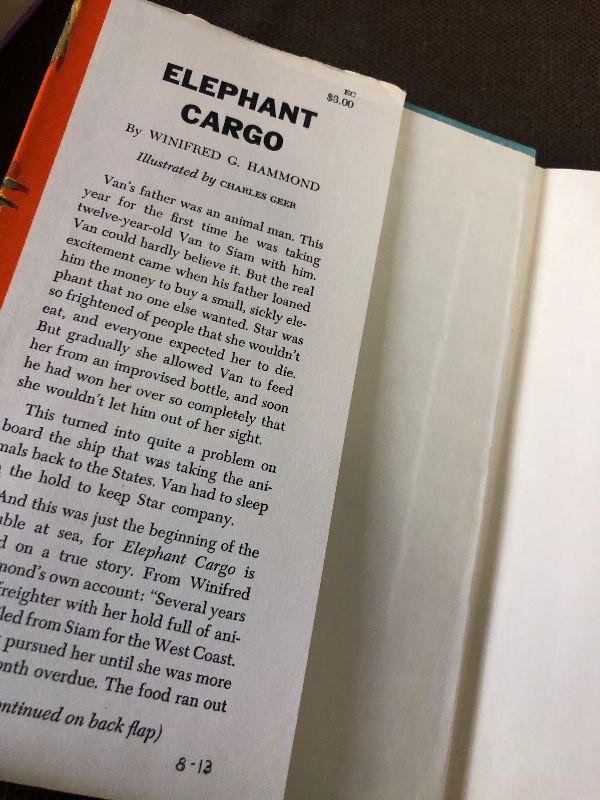 ELEPHANT
EC
$3.00
CARGO
By WINIFRED G. HAMMOND
Illustrated by CHARLES GEER
Van's father was an animal man. This
year for the first time he was taking
twelve-year-old Van to Siam with him.
Van could hardly believe it. But the real
excitement came when his father loaned
him the money to buy a small, sickly ele-
phant that no one else wanted. Star was
so frightened of people that she wouldn't
eat, and everyone expected her to die.
But gradually she allowed Van to feed
her from an improvised bottle, and soon
he had won her over so completely that
she wouldn't let him out of her sight.
This turned into quite a problem on
board the ship that was taking the ani-
mals back to the States. Van had to sleep
the hold to keep Star company.
And this was just the beginning of the
at sea, for Elephant Cargo is
on a true story. From Winifred
own account: "Several years
freighter with her hold full of ani-
from Siam for the West Coast.
pursued her until she was more
overdue. The food ran out
on back flap)
8-13